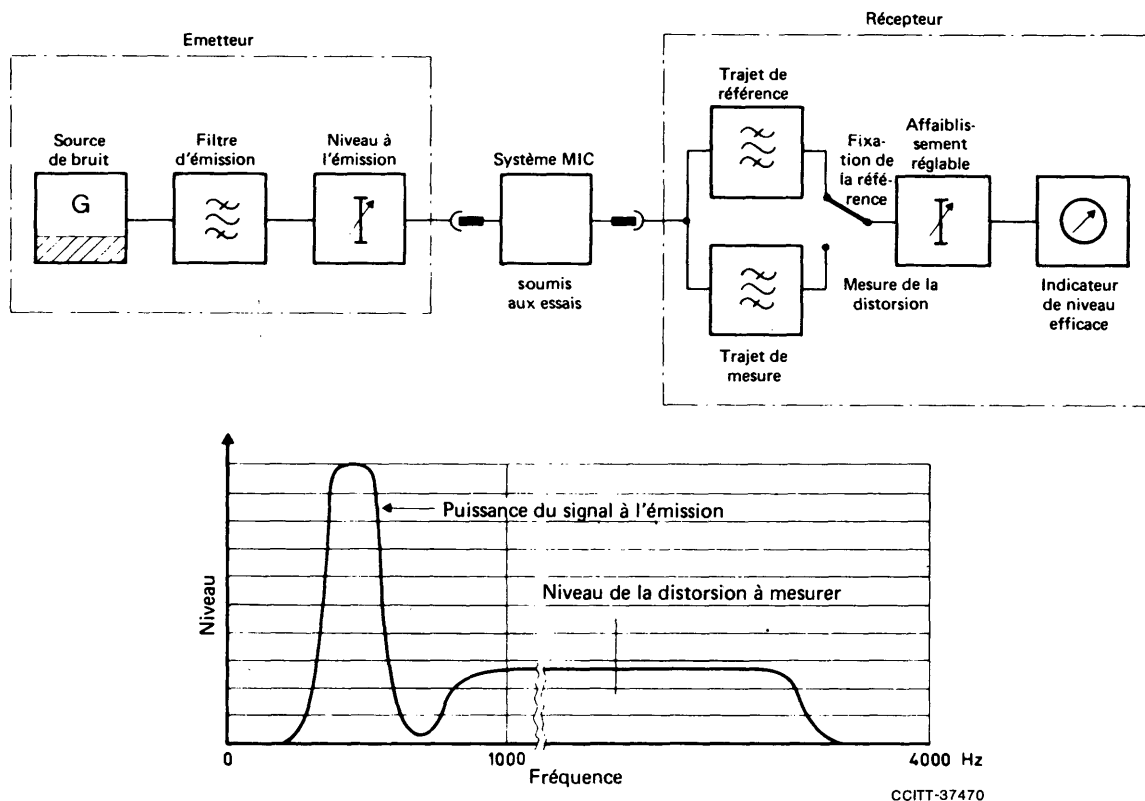 Récepteur
Emetteur
Trajet de
référence
Source
de bruit
Filtre
d'émission
Niveau à
l'émission
Système MIC
Fixa-
tion de
la réfé-
rence
Affaiblis-
sement
réglable
G
soumis
aux essais
Mesure de la
distorsion
Indicateur
de niveau
efficace
Trajet de
mesure
Puissance du signal à l'émission
Niveau de la distorsion à mesurer
Niveau
0
1000
4000 Hz
Fréquence
CCITT-37470